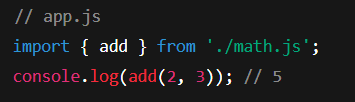 // app.js
import { add } from './math.js';
console.log(add(2, 3)); // 5